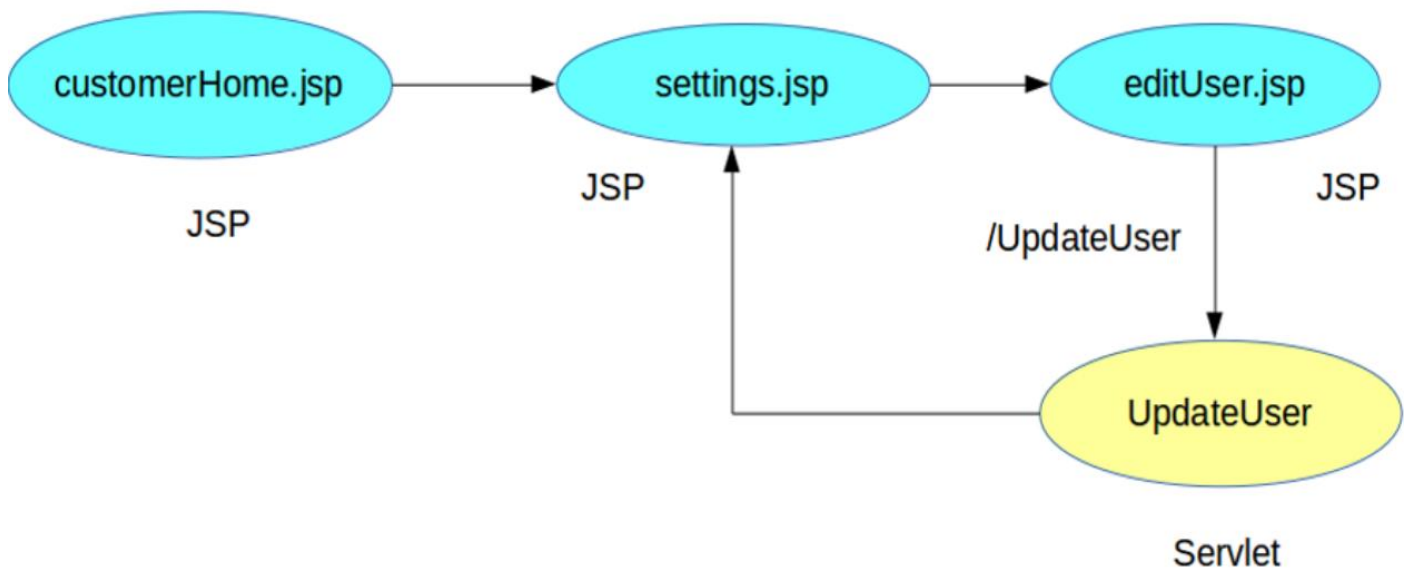 customerHome.jsp
settings.jsp
editUser.jsp
JSP
JSP
JSP
/UpdateUser
UpdateUser
Servlet